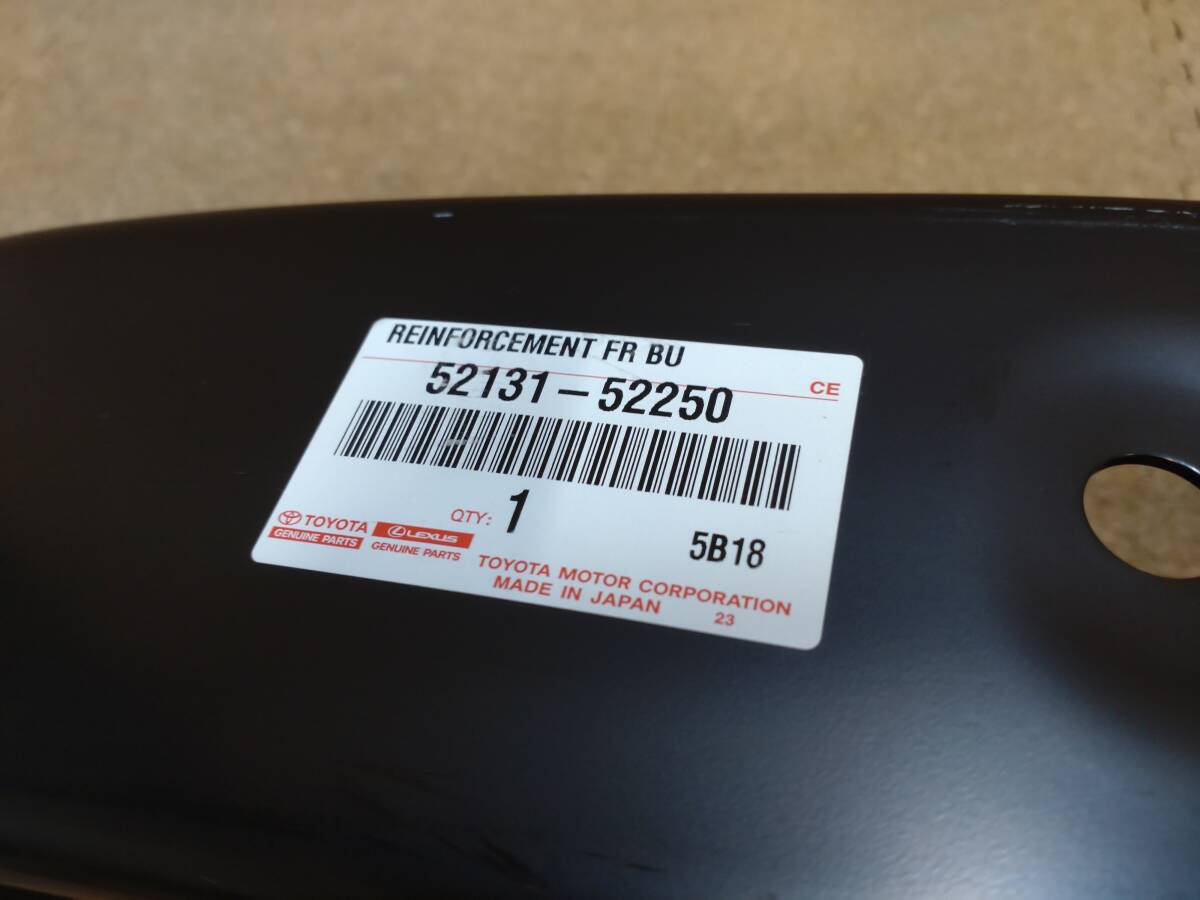 REINFORCEMENT FR BU
CE
52131-52250
QTY: 1
5B18
TOYOTA
GENUINE PARTS
LEXUS
GENUINE PARTS
TOYOTA MOTOR CORPORATION
MADE IN JAPAN
23